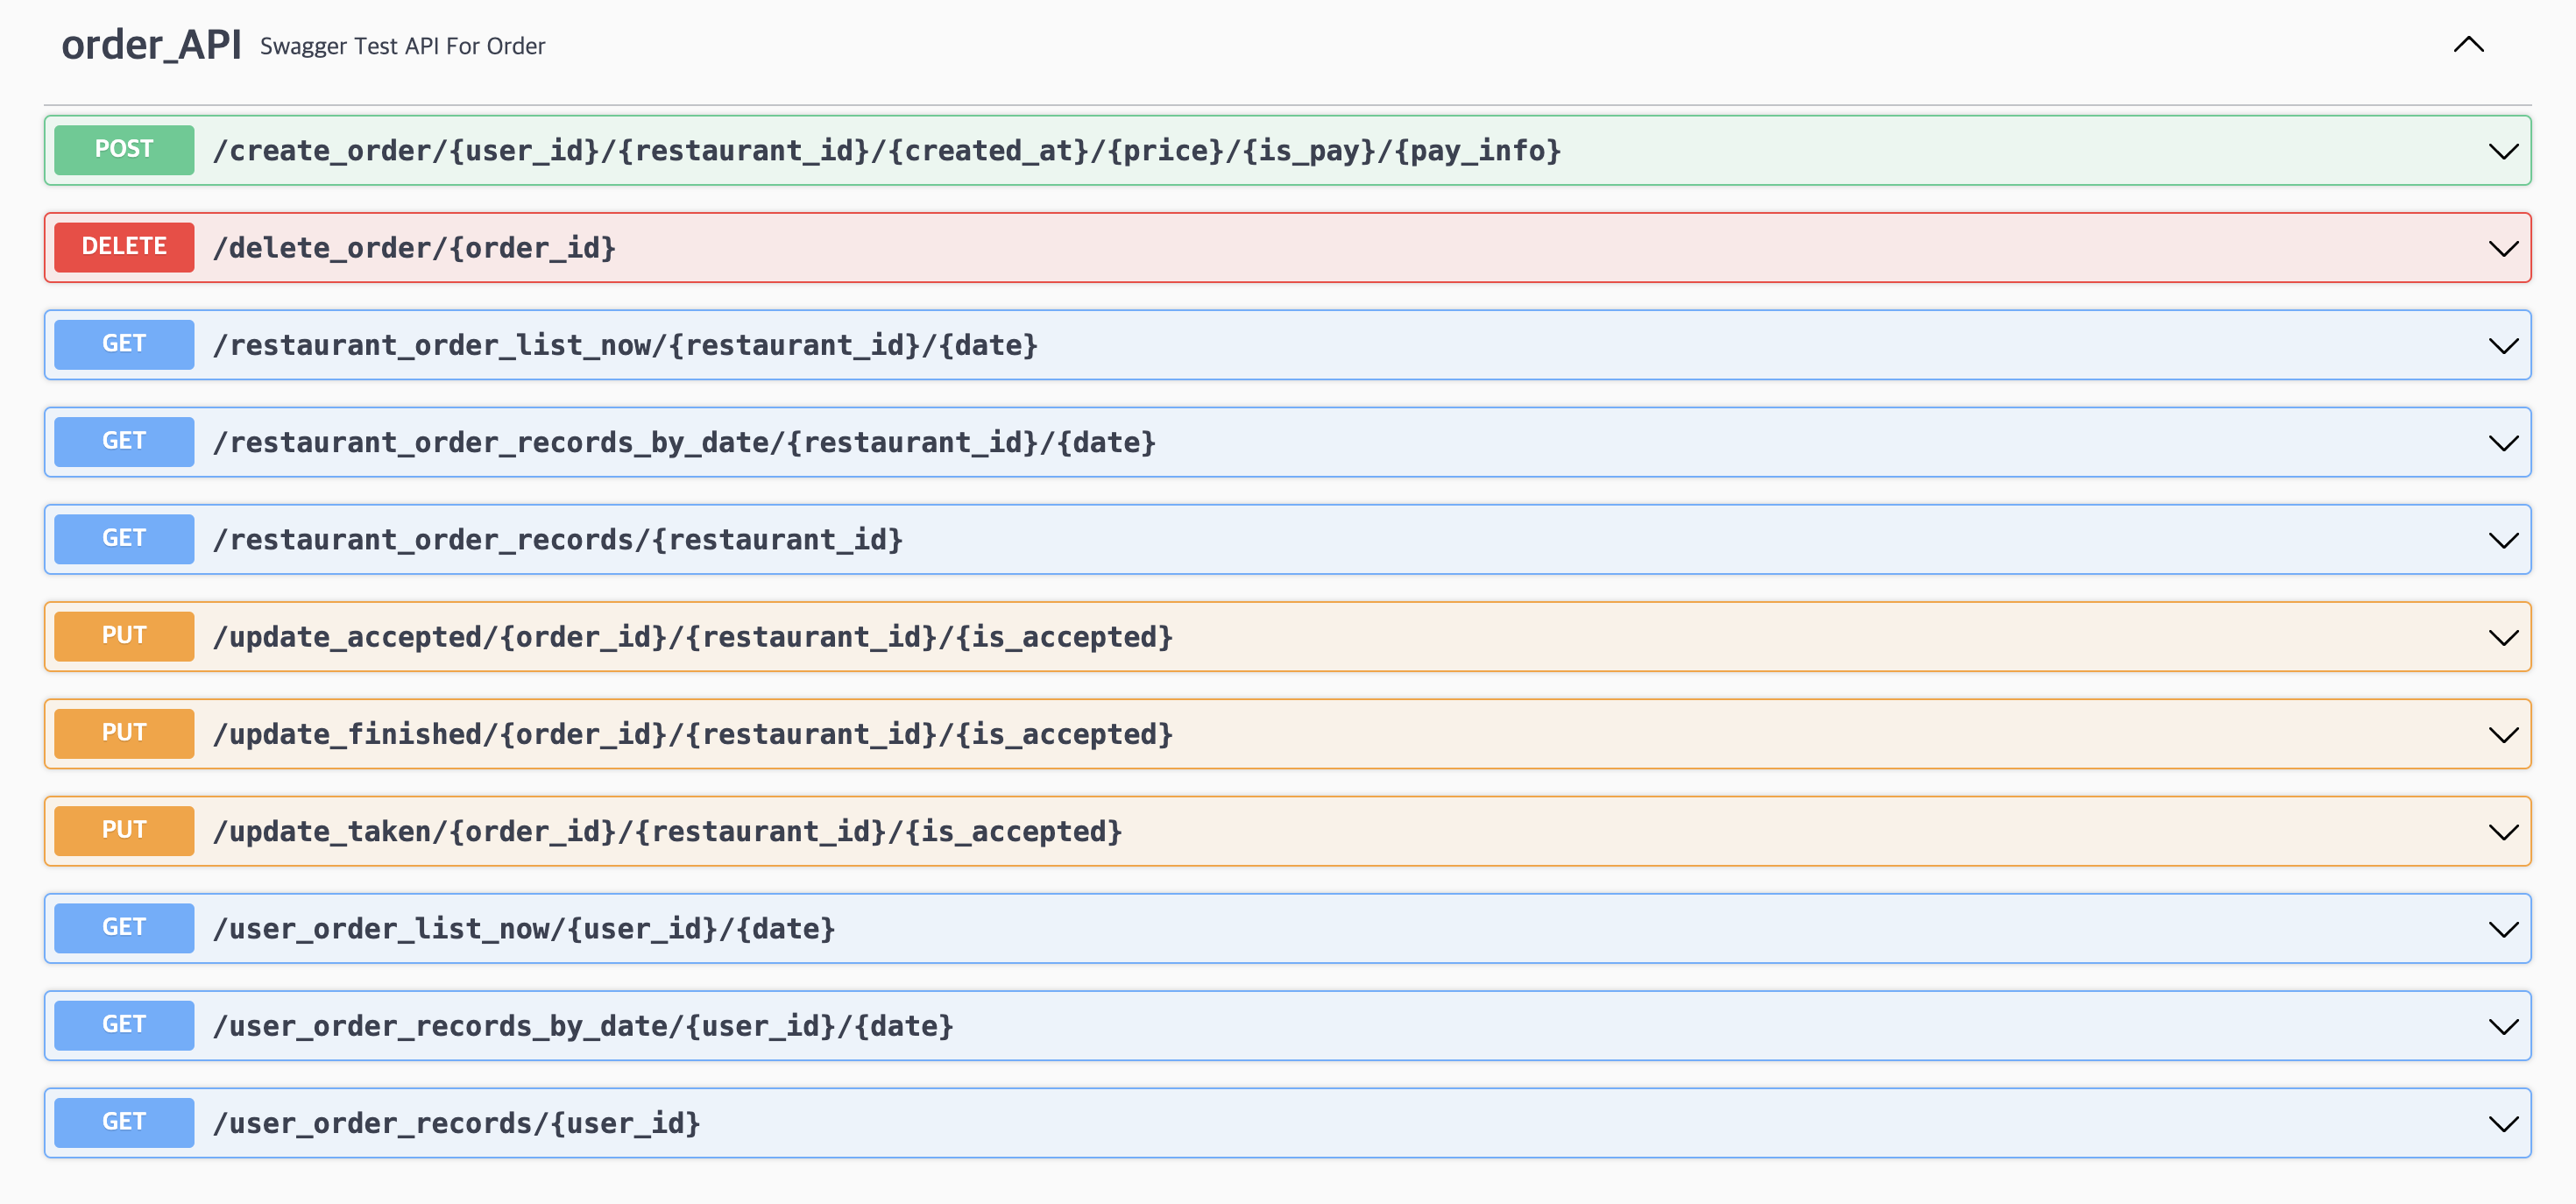 order_API Swagger Test API For Order
POST /create_order/{user_id}/{restaurant_id}/{created_at}/{price}/{is_pay}/{pay_info}
DELETE /delete_order/{order_id}
GET /restaurant_order_list_now/{restaurant_id}/{date}
GET /restaurant_order_records_by_date/{restaurant_id}/{date}
GET /restaurant_order_records/{restaurant_id}
PUT /update_accepted/{order_id}/{restaurant_id}/{is_accepted}
PUT /update_finished/{order_id}/{restaurant_id}/{is_accepted}
PUT /update_taken/{order_id}/{restaurant_id}/{is_accepted}
GET /user_order_list_now/{user_id}/{date}
GET /user_order_records_by_date/{user_id}/{date}
GET /user_order_records/{user_id}